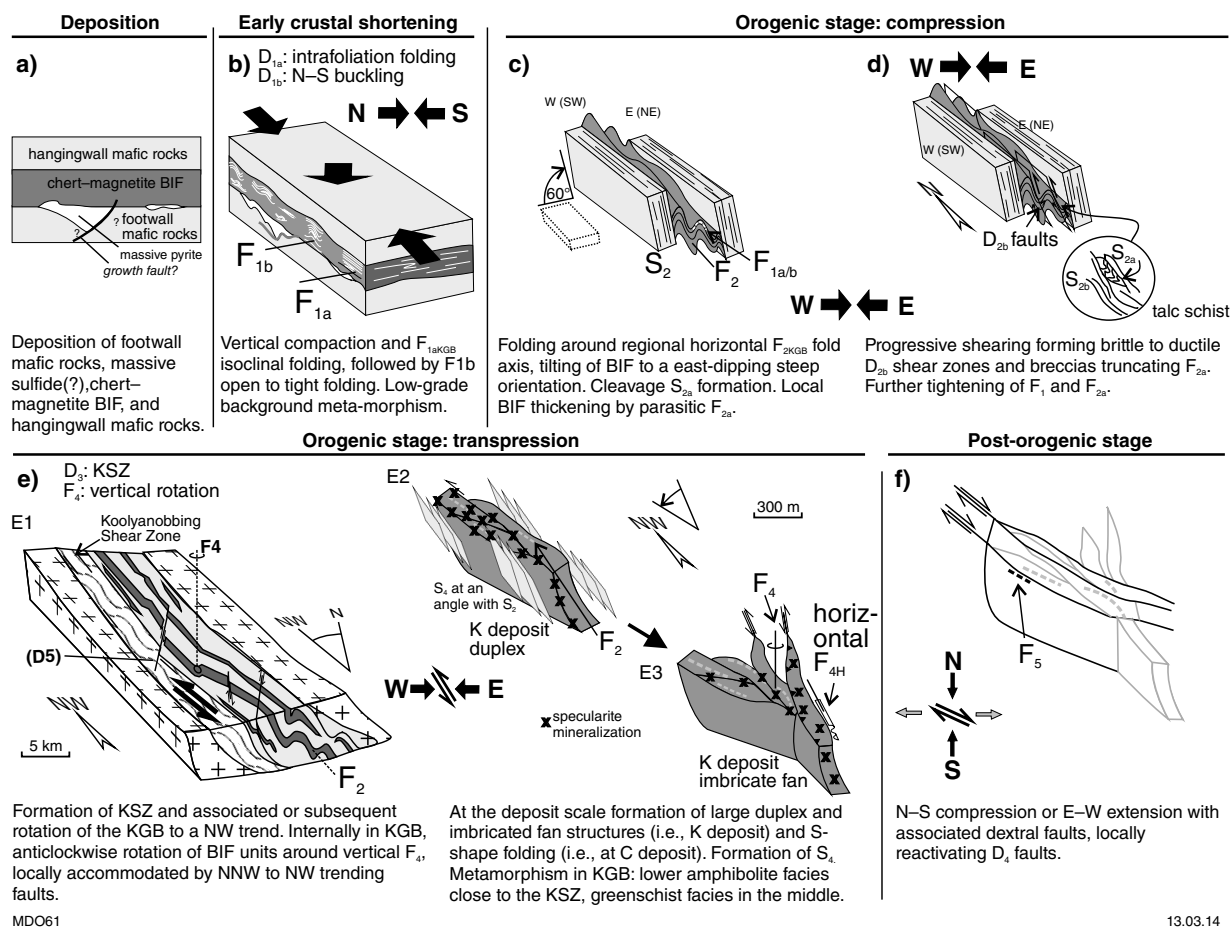 Deposition
Early crustal shortening
Orogenic stage: compression
a)
hangingwall mafic rocks
chert–magnetite BIF
? footwall
mafic rocks
?
massive pyrite
growth fault?
Deposition of footwall
mafic rocks, massive
sulfide(?),chert–
magnetite BIF, and
hangingwall mafic rocks.
b)
D1a: intrafoliation folding
D1b: N–S buckling
N S
F1b
F1a
Vertical compaction and F1aKGB
isoclinal folding, followed by F1b
open to tight folding. Low-grade
background meta-morphism.
c)
W (SW)
E (NE)
60°
S2
F2
F1a/b
W E
Folding around regional horizontal F2KGB fold
axis, tilting of BIF to a east-dipping steep
orientation. Cleavage S2a formation. Local
BIF thickening by parasitic F2a.
d)
W E
E (NE)
W (SW)
N
D2b faults
S2a
S2b
talc schist
Progressive shearing forming brittle to ductile
D2b shear zones and breccias truncating F2a.
Further tightening of F1 and F2a.
Orogenic stage: transpression
Post-orogenic stage
e)
D3: KSZ
F4: vertical rotation
E1
Koolyanobbing
Shear Zone
F4
NW
N
(D5)
NNW
5 km
F2
Formation of KSZ and associated or subsequent
rotation of the KGB to a NW trend. Internally in KGB,
anticlockwise rotation of BIF units around vertical F4,
locally accommodated by NNW to NW trending
faults.
E2
NNW
300 m
S4 at an
angle with S2
K deposit
duplex
F2
W E
x specularite
mineralization
E3
F4
horiz-
ontal
F4H
K deposit
imbricate fan
At the deposit scale formation of large duplex and
imbricated fan structures (i.e., K deposit) and S-
shape folding (i.e., at C deposit). Formation of S4.
Metamorphism in KGB: lower amphibolite facies
close to the KSZ, greenschist facies in the middle.
f)
F5
N
S
N–S compression or E–W extension with
associated dextral faults, locally
reactivating D4 faults.
MDO61
13.03.14